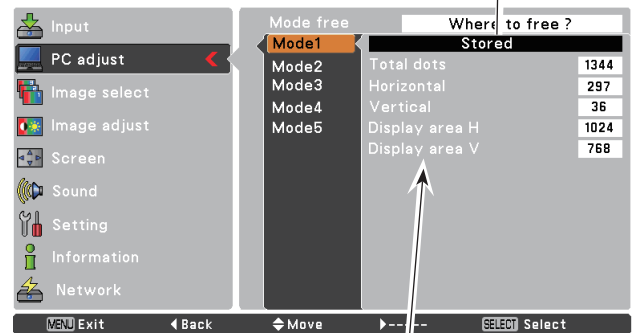 Input
PC adjust
Image select
Image adjust
Screen
Sound
Setting
Information
Network
Mode free
Where to free ?
Mode1
Mode2
Mode3
Mode4
Mode5
Stored
Total dots 1344
Horizontal 297
Vertical 36
Display area H 1024
Display area V 768
MENU Exit ◀Back Move ▶----- SELECT Select